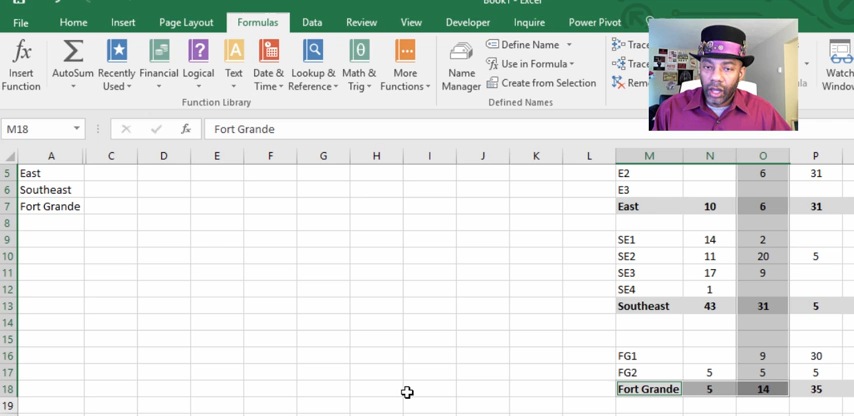 Book1 - Excel
File Home Insert Page Layout Formulas Data Review View Developer Inquire Power Pivot
fx Σ A θ
Insert Function AutoSum Recently Used Financial Logical Text Date & Time Lookup & Reference Math & Trig More Functions
Function Library
Name Manager
Define Name
Use in Formula
Create from Selection
Defined Names
Trace
Trace
Watch
M18 fx Fort Grande
A C D E F G H I J K L M N O P
5 East E2 6 31
6 Southeast E3
7 Fort Grande East 10 6 31
8
9 SE1 14 2
10 SE2 11 20 5
11 SE3 17 9
12 SE4 1
13 Southeast 43 31 5
14
15
16 FG1 9 30
17 FG2 5 5 5
18 Fort Grande 5 14 35
19